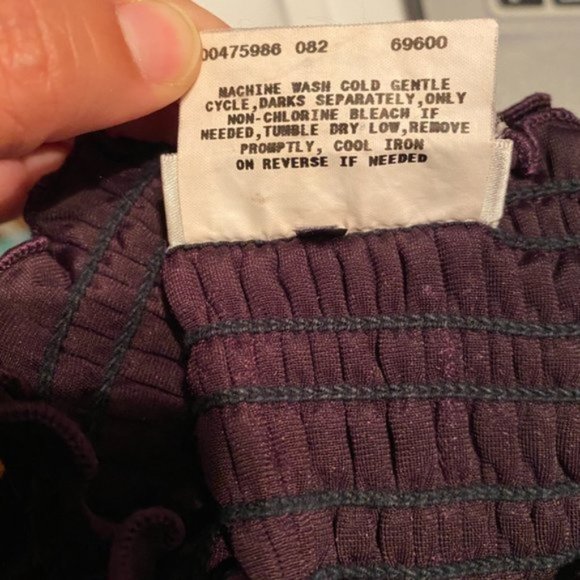 00475986 082 69600
MACHINE WASH COLD GENTLE
CYCLE,DARKS SEPARATELY,ONLY
NON-CHLORINE BLEACH IF
NEEDED,TUMBLE DRY LOW,REMOVE
PROMPTLY, COOL IRON
ON REVERSE IF NEEDED